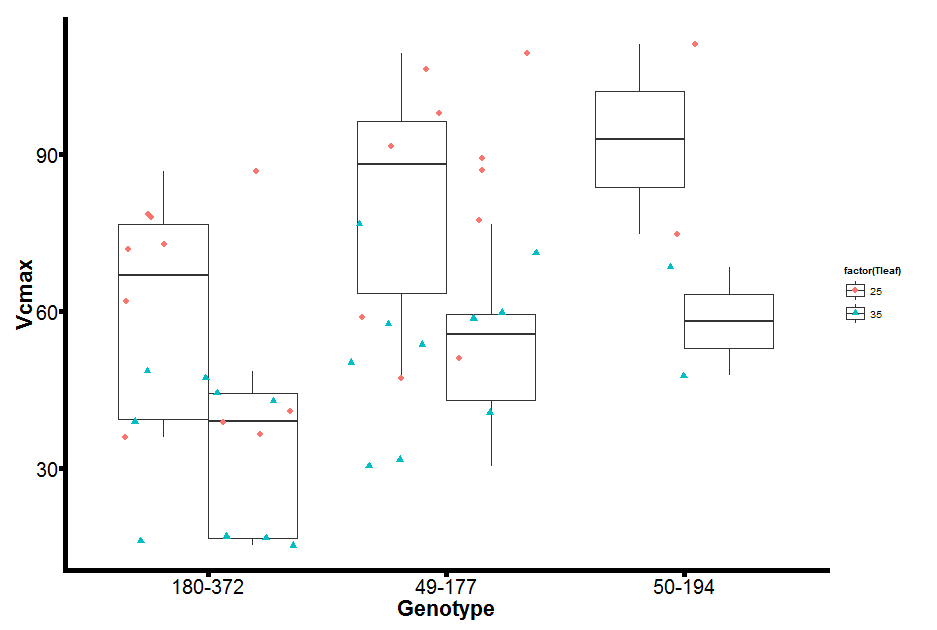 90
60
30
Vcmax
180-372
49-177
50-194
Genotype
factor(Tleaf)
25
35